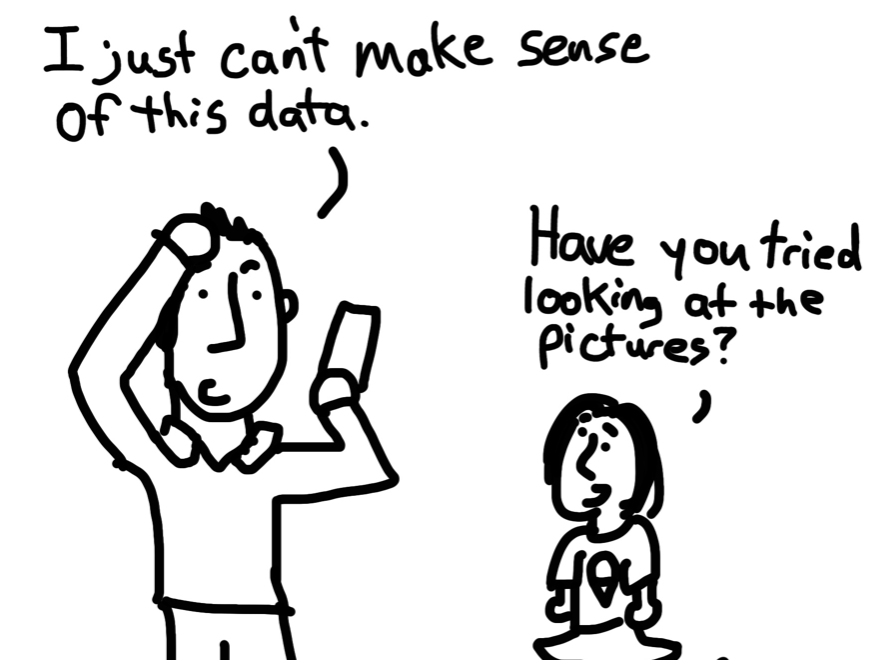 I just can't make sense
of this data.
Have you tried
looking at the
pictures?